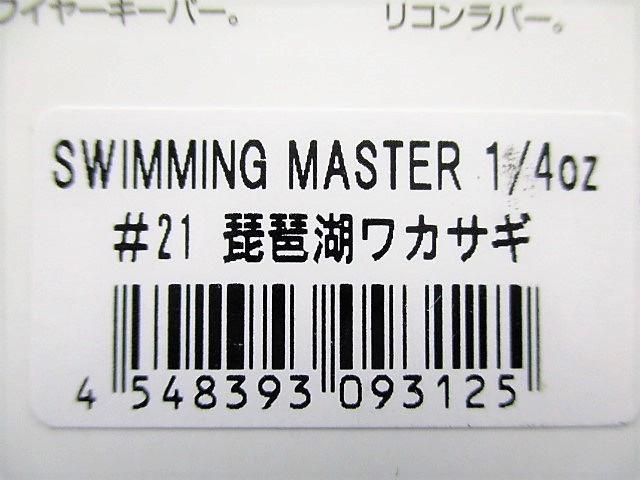 イヤーキーパー。
リコンラバー。
SWIMMING MASTER 1/4oz
#21 琵琶湖ワカサギ
4 548393 093125